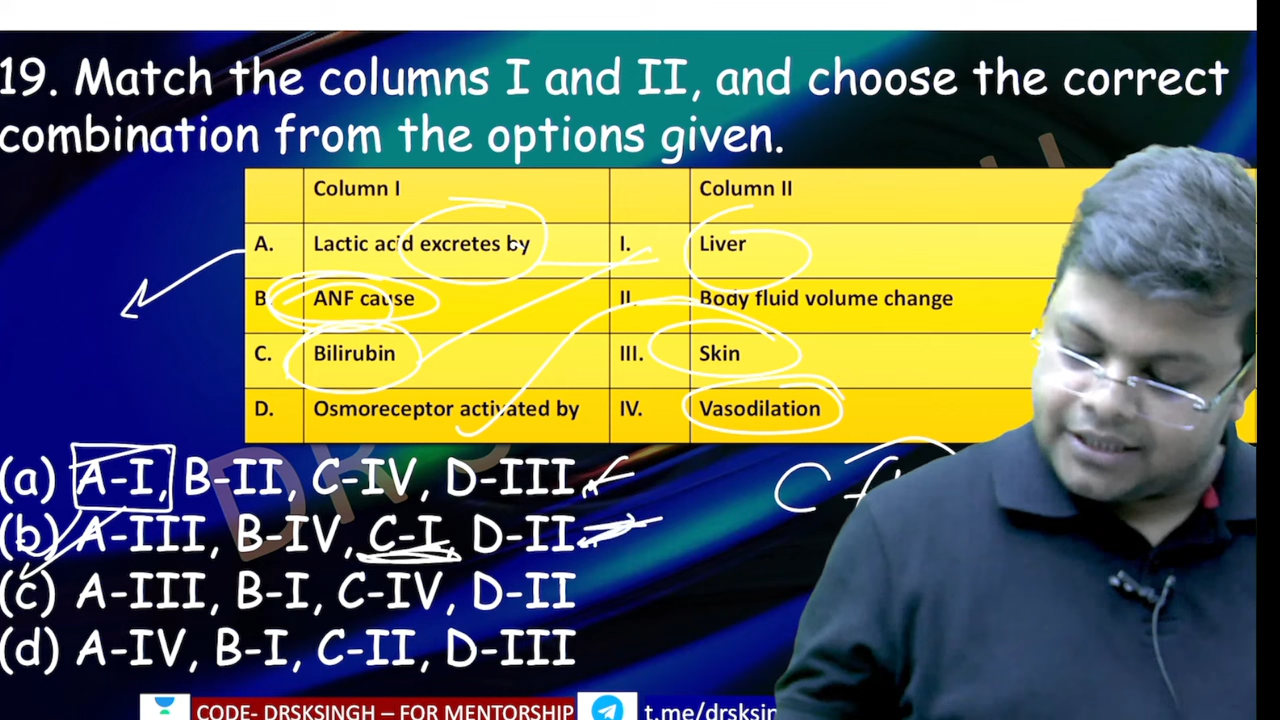 19. Match the columns I and II, and choose the correct
combination from the options given.
Column I Column II
A. Lactic acid excretes by I. Liver
B. ANF cause II. Body fluid volume change
C. Bilirubin III. Skin
D. Osmoreceptor activated by IV. Vasodilation
(a) A-I, B-II, C-IV, D-III
(b) A-III, B-IV, C-I, D-II
(c) A-III, B-I, C-IV, D-II
(d) A-IV, B-I, C-II, D-III
CODE- DRSKSINGH – FOR MENTORSHIP t.me/drsksin